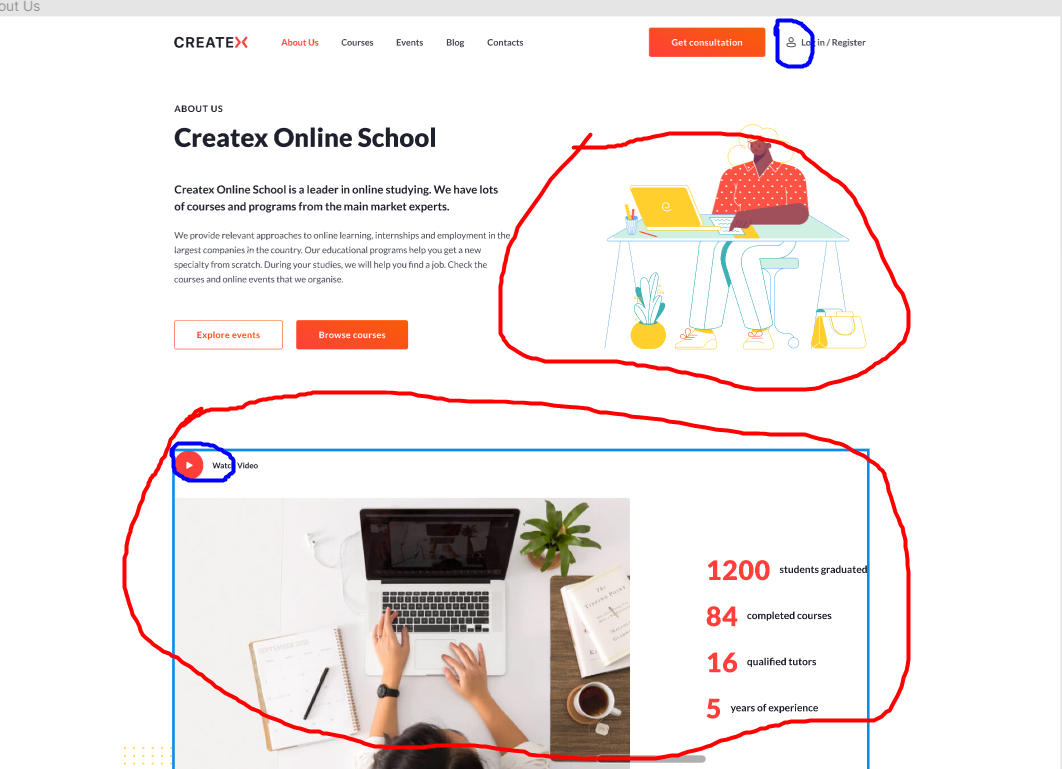 out Us
CREATEX
About Us
Courses
Events
Blog
Contacts
Get consultation
Log in / Register
ABOUT US
Createx Online School
Createx Online School is a leader in online studying. We have lots
of courses and programs from the main market experts.
We provide relevant approaches to online learning, internships and employment in the
largest companies in the country. Our educational programs help you get a new
specialty from scratch. During your studies, we will help you find a job. Check the
courses and online events that we organise.
Explore events
Browse courses
Watch Video
1200 students graduated
84 completed courses
16 qualified tutors
5 years of experience
The
Tipping Point